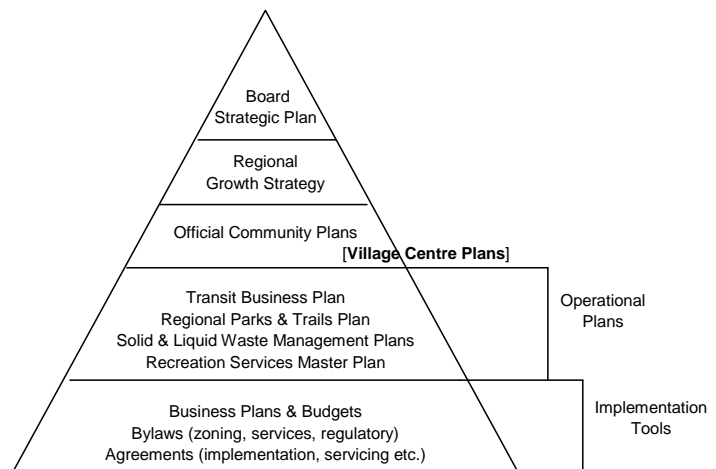 Board
Strategic Plan
Regional
Growth Strategy
Official Community Plans
[Village Centre Plans]
Transit Business Plan
Regional Parks & Trails Plan
Solid & Liquid Waste Management Plans
Recreation Services Master Plan
Operational
Plans
Business Plans & Budgets
Bylaws (zoning, services, regulatory)
Agreements (implementation, servicing etc.)
Implementation
Tools